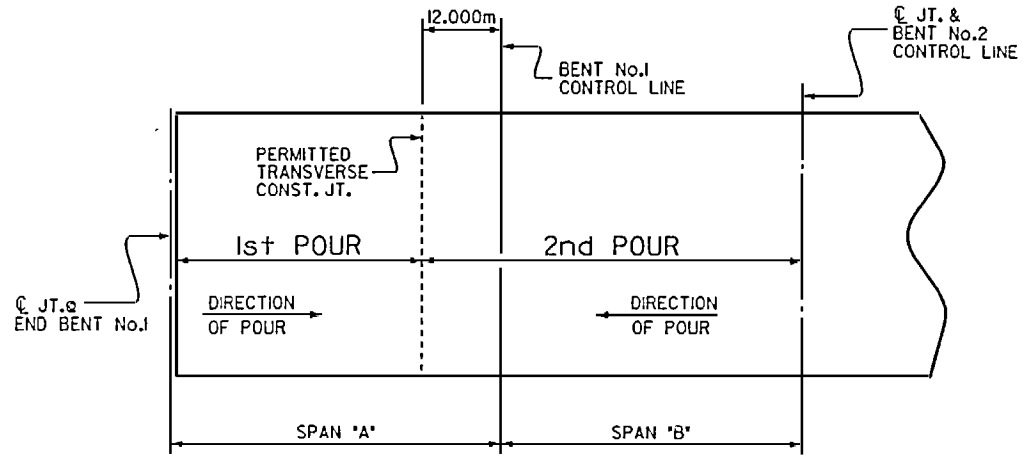 12.000m
℄ JT. &
BENT No.2
CONTROL LINE
BENT No.1
CONTROL LINE
PERMITTED
TRANSVERSE
CONST. JT.
1st POUR
2nd POUR
℄ JT.@
END BENT No.1
DIRECTION
OF POUR
DIRECTION
OF POUR
SPAN "A"
SPAN "B"